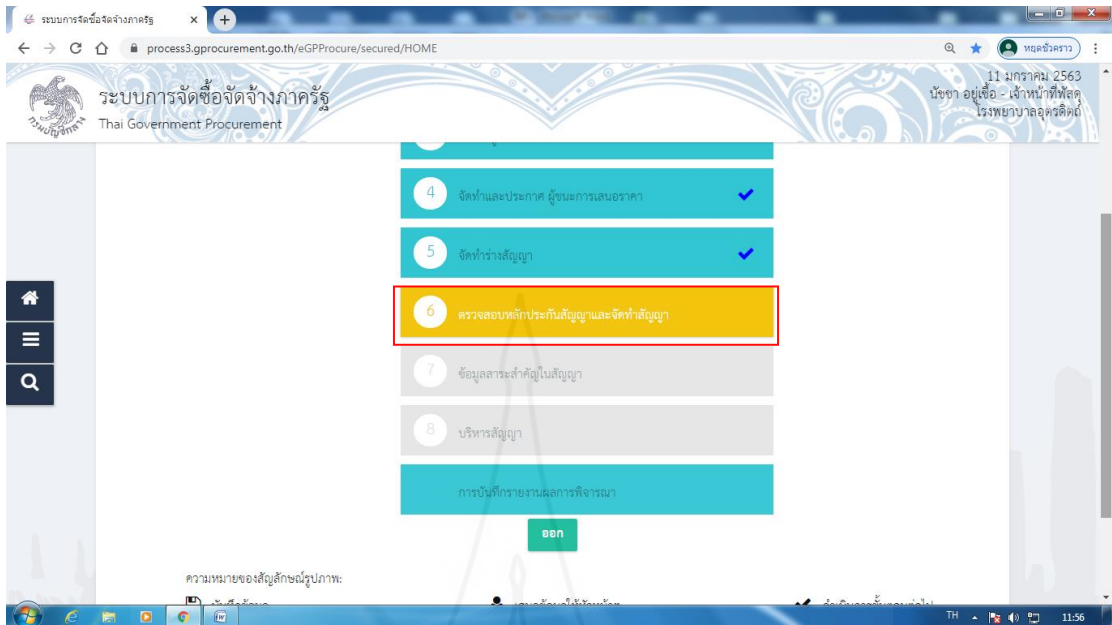 ระบบการจัดซื้อจัดจ้างภาครัฐ
process3.gprocurement.go.th/eGPProcure/secured/HOME
หยุดชั่วคราว
ระบบการจัดซื้อจัดจ้างภาครัฐ
Thai Government Procurement
11 มกราคม 2563
นัชชา อยู่เชื้อ - เจ้าหน้าที่พัสดุ
โรงพยาบาลอุตรดิตถ์
กรมบัญชีกลาง
4 จัดทำและประกาศ ผู้ชนะการเสนอราคา
5 จัดทำร่างสัญญา
6 ตรวจสอบหลักประกันสัญญาและจัดทำสัญญา
7 ข้อมูลสาระสำคัญในสัญญา
8 บริหารสัญญา
การบันทึกรายงานผลการพิจารณา
ออก
ความหมายของสัญลักษณ์รูปภาพ:
TH
11:56